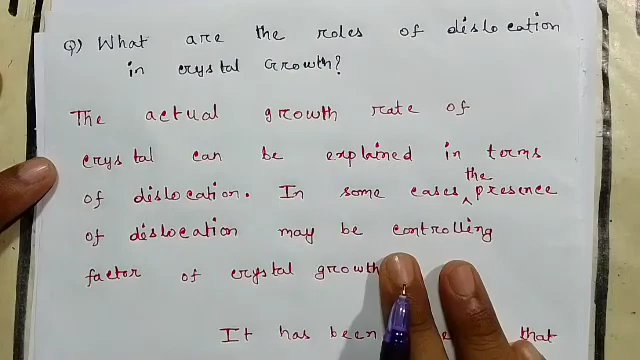 Q) What are the roles of dislocation
in crystal Growth?
The actual growth rate of
crystal can be explained in terms
of dislocation. In some cases the presence
of dislocation may be controlling
factor of crystal growth
It has been that